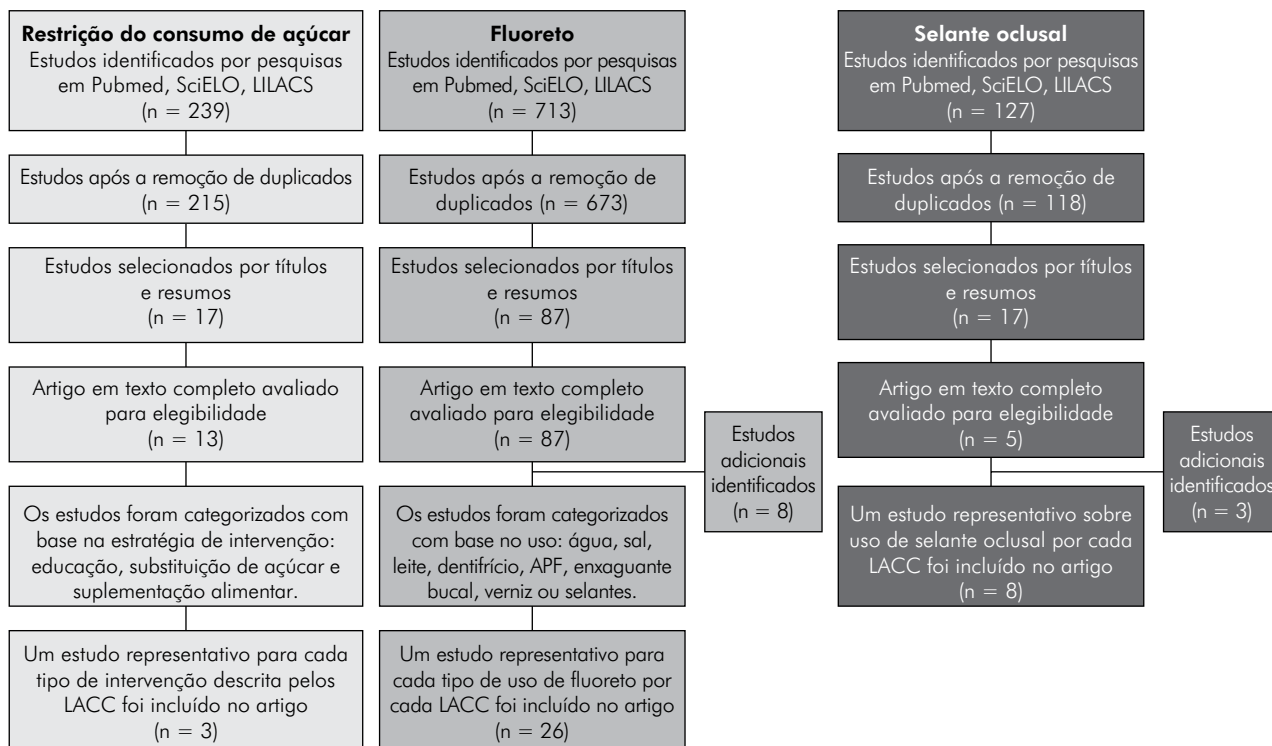 Restrição do consumo de açúcar
Estudos identificados por pesquisas
em Pubmed, SciELO, LILACS
(n = 239)
Estudos após a remoção de duplicados
(n = 215)
Estudos selecionados por títulos
e resumos
(n = 17)
Artigo em texto completo avaliado
para elegibilidade
(n = 13)
Os estudos foram categorizados com
base na estratégia de intervenção:
educação, substituição de açúcar e
suplementação alimentar.
Um estudo representativo para cada
tipo de intervenção descrita pelos
LACC foi incluído no artigo
(n = 3)
Fluoreto
Estudos identificados por pesquisas
em Pubmed, SciELO, LILACS
(n = 713)
Estudos após a remoção de
duplicados (n = 673)
Estudos selecionados por títulos
e resumos
(n = 87)
Artigo em texto completo
avaliado para elegibilidade
(n = 87)
Estudos
adicionais
identificados
(n = 8)
Os estudos foram categorizados
com base no uso: água, sal,
leite, dentifrício, APF, enxaguante
bucal, verniz ou selantes.
Um estudo representativo para
cada tipo de uso de fluoreto por
cada LACC foi incluído no artigo
(n = 26)
Selante oclusal
Estudos identificados por pesquisas
em Pubmed, SciELO, LILACS
(n = 127)
Estudos após a remoção de
duplicados (n = 118)
Estudos selecionados por títulos
e resumos
(n = 17)
Artigo em texto completo
avaliado para elegibilidade
(n = 5)
Estudos
adicionais
identificados
(n = 3)
Um estudo representativo sobre
uso de selante oclusal por cada
LACC foi incluído no artigo
(n = 8)